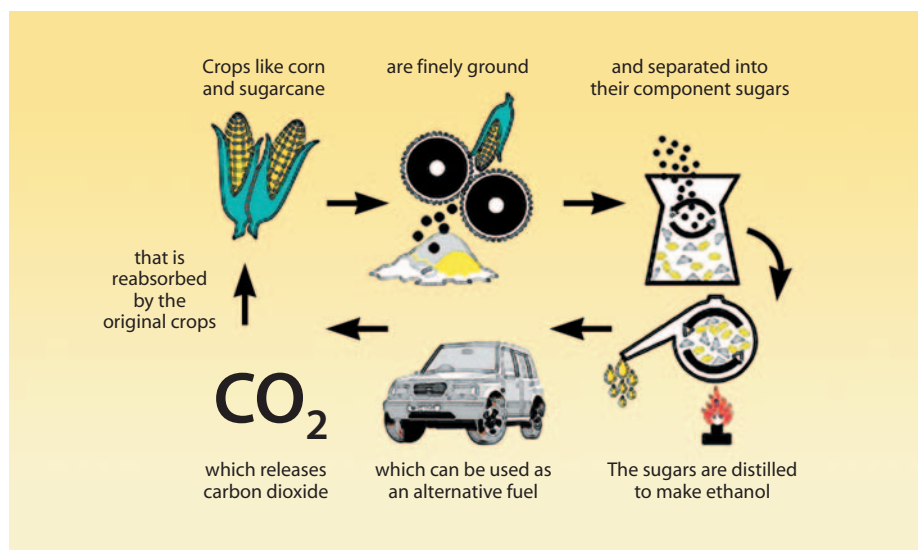 Crops like corn
and sugarcane
are finely ground
and separated into
their component sugars
The sugars are distilled
to make ethanol
which can be used as
an alternative fuel
which releases
carbon dioxide
CO₂
that is
reabsorbed
by the
original crops